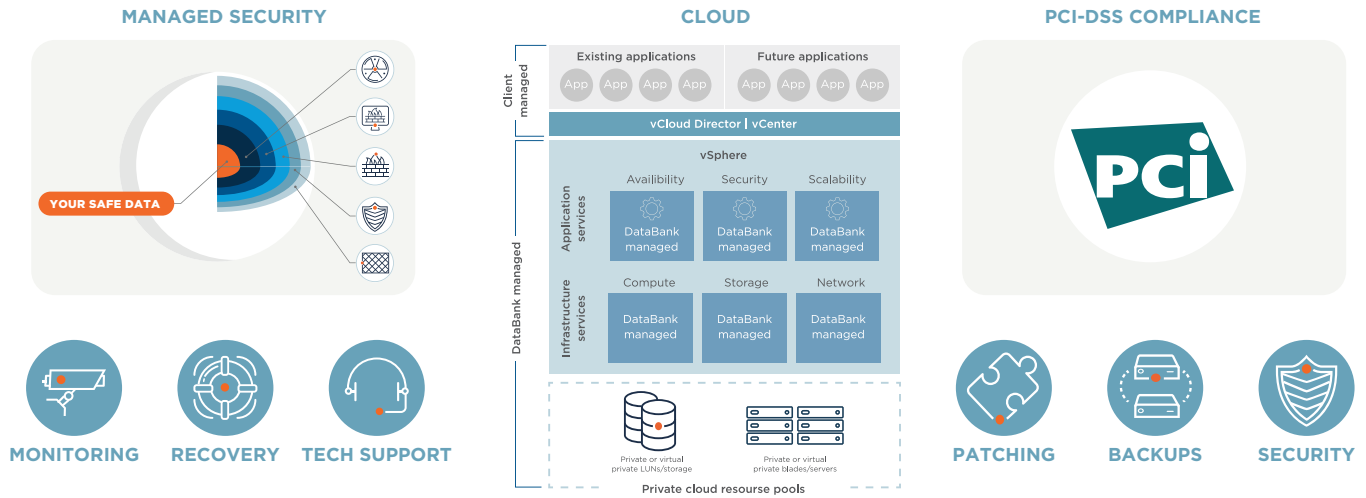 MANAGED SECURITY
YOUR SAFE DATA
MONITORING
RECOVERY
TECH SUPPORT
CLOUD
Client
managed
Existing applications
Future applications
App App App App
App App App App
vCloud Director | vCenter
DataBank managed
vSphere
Application
services
Availibility
Security
Scalability
DataBank
managed
DataBank
managed
DataBank
managed
Infrastructure
services
Compute
Storage
Network
DataBank
managed
DataBank
managed
DataBank
managed
Private or virtual
private LUNs/storage
Private or virtual
private blades/servers
Private cloud resourse pools
PCI-DSS COMPLIANCE
PCi
PATCHING
BACKUPS
SECURITY